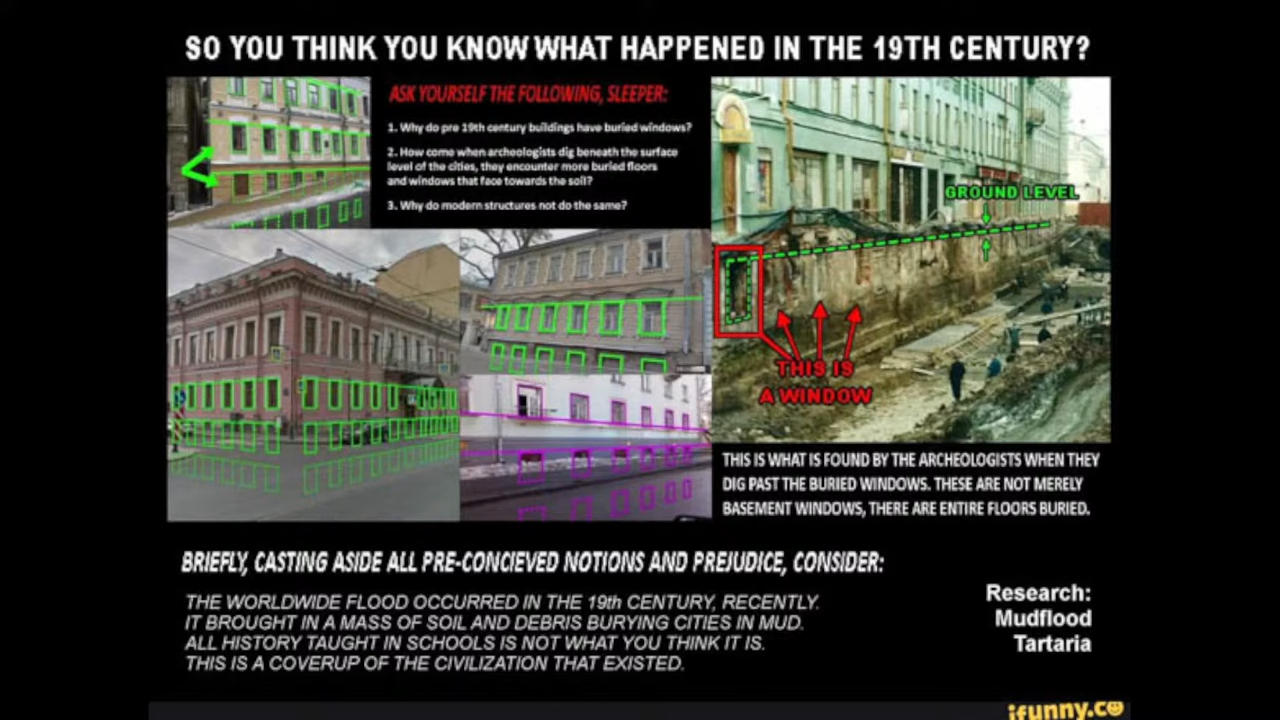 SO YOU THINK YOU KNOW WHAT HAPPENED IN THE 19TH CENTURY?
ASK YOURSELF THE FOLLOWING, SLEEPER:
1. Why do pre 19th century buildings have buried windows?
2. How come when archeologists dig beneath the surface
level of the cities, they encounter more buried floors
and windows that face towards the soil?
3. Why do modern structures not do the same?
GROUND LEVEL
THIS IS
A WINDOW
THIS IS WHAT IS FOUND BY THE ARCHEOLOGISTS WHEN THEY
DIG PAST THE BURIED WINDOWS. THESE ARE NOT MERELY
BASEMENT WINDOWS, THERE ARE ENTIRE FLOORS BURIED.
BRIEFLY, CASTING ASIDE ALL PRE-CONCIEVED NOTIONS AND PREJUDICE, CONSIDER:
THE WORLDWIDE FLOOD OCCURRED IN THE 19th CENTURY, RECENTLY.
IT BROUGHT IN A MASS OF SOIL AND DEBRIS BURYING CITIES IN MUD.
ALL HISTORY TAUGHT IN SCHOOLS IS NOT WHAT YOU THINK IT IS.
THIS IS A COVERUP OF THE CIVILIZATION THAT EXISTED.
Research:
Mudflood
Tartaria
ifunny.co